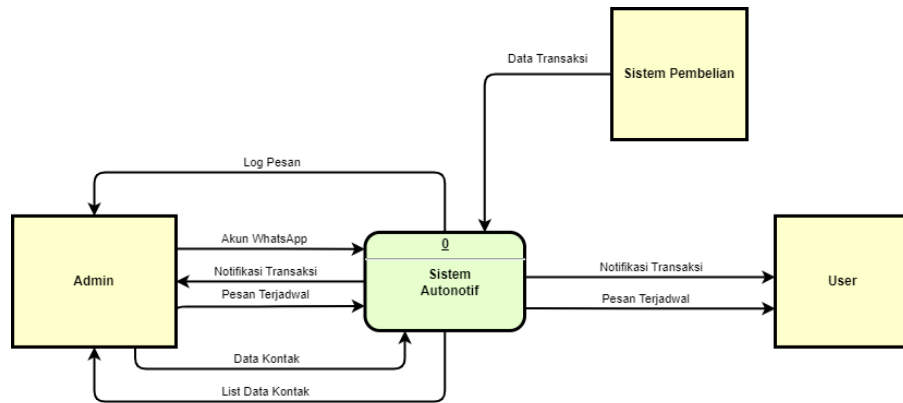 Data Transaksi
Sistem Pembelian
Log Pesan
Akun WhatsApp
0
Notifikasi Transaksi
Sistem
Autonotif
Notifikasi Transaksi
Admin
User
Pesan Terjadwal
Pesan Terjadwal
Data Kontak
List Data Kontak